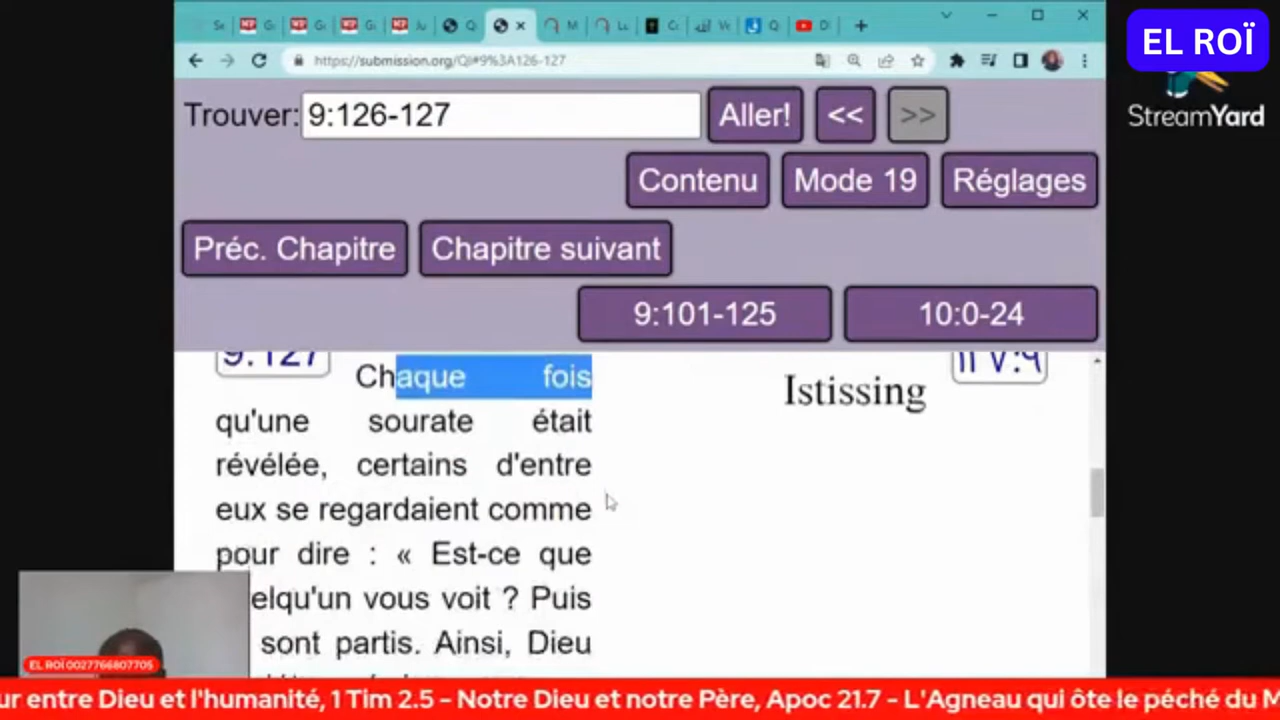 EL ROÏ
StreamYard
https://submission.org/QI#9%3A126-127
Trouver: 9:126-127 Aller! << >>
Contenu Mode 19 Réglages
Préc. Chapitre Chapitre suivant
9:101-125 10:0-24
9:127
Chaque fois
qu'une sourate était
révélée, certains d'entre
eux se regardaient comme
pour dire : « Est-ce que
elqu'un vous voit ? Puis
sont partis. Ainsi, Dieu
Istissing
EL ROÏ 0027766807705
ur entre Dieu et l'humanité, 1 Tim 2.5 – Notre Dieu et notre Père, Apoc 21.7 – L'Agneau qui ôte le péché du M